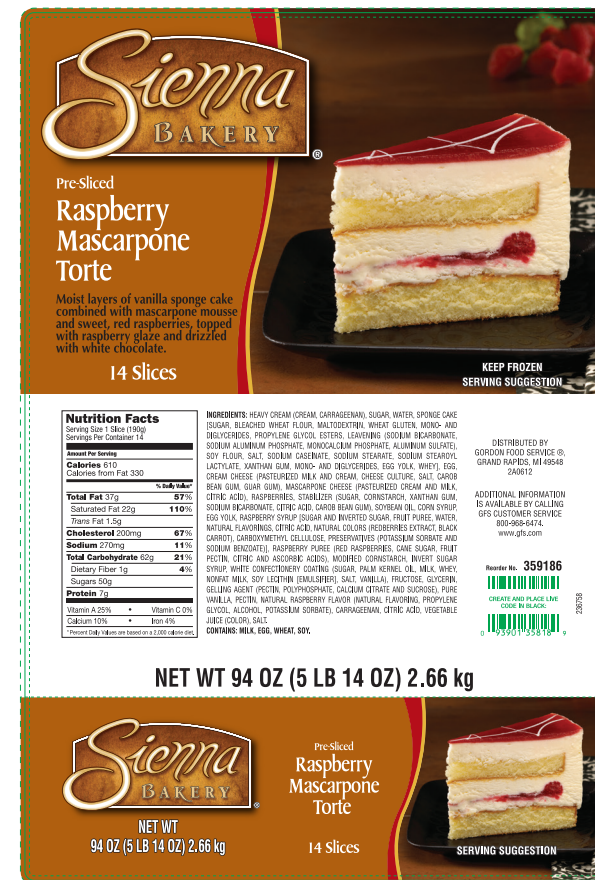 Sienna
BAKERY
®
Pre-Sliced
Raspberry
Mascarpone
Torte
Moist layers of vanilla sponge cake
combined with mascarpone mousse
and sweet, red raspberries, topped
with raspberry glaze and drizzled
with white chocolate.
14 Slices
KEEP FROZEN
SERVING SUGGESTION
Nutrition Facts
Serving Size 1 Slice (190g)
Servings Per Container 14
Amount Per Serving
Calories 610
Calories from Fat 330
% Daily Value*
Total Fat 37g 57%
Saturated Fat 22g 110%
Trans Fat 1.5g
Cholesterol 200mg 67%
Sodium 270mg 11%
Total Carbohydrate 62g 21%
Dietary Fiber 1g 4%
Sugars 50g
Protein 7g
Vitamin A 25% • Vitamin C 0%
Calcium 10% • Iron 4%
*Percent Daily Values are based on a 2,000 calorie diet.
INGREDIENTS: HEAVY CREAM (CREAM, CARRAGEENAN), SUGAR, WATER, SPONGE CAKE
[SUGAR, BLEACHED WHEAT FLOUR, MALTODEXTRIN, WHEAT GLUTEN, MONO- AND
DIGLYCERIDES, PROPYLENE GLYCOL ESTERS, LEAVENING (SODIUM BICARBONATE,
SODIUM ALUMINUM PHOSPHATE, MONOCALCIUM PHOSPHATE, ALUMINUM SULFATE),
SOY FLOUR, SALT, SODIUM CASEINATE, SODIUM STEARATE, SODIUM STEAROYL
LACTYLATE, XANTHAN GUM, MONO- AND DIGLYCERIDES, EGG YOLK, WHEY], EGG,
CREAM CHEESE (PASTEURIZED MILK AND CREAM, CHEESE CULTURE, SALT, CAROB
BEAN GUM, GUAR GUM), MASCARPONE CHEESE (PASTEURIZED CREAM AND MILK,
CITRIC ACID), RASPBERRIES, STABILIZER (SUGAR, CORNSTARCH, XANTHAN GUM,
SODIUM BICARBONATE, CITRIC ACID, CAROB BEAN GUM), SOYBEAN OIL, CORN SYRUP,
EGG YOLK, RASPBERRY SYRUP [SUGAR AND INVERTED SUGAR, FRUIT PUREE, WATER,
NATURAL FLAVORINGS, CITRIC ACID, NATURAL COLORS (REDBERRIES EXTRACT, BLACK
CARROT), CARBOXYMETHYL CELLULOSE, PRESERVATIVES (POTASSIUM SORBATE AND
SODIUM BENZOATE)], RASPBERRY PUREE (RED RASPBERRIES, CANE SUGAR, FRUIT
PECTIN, CITRIC AND ASCORBIC ACIDS), MODIFIED CORNSTARCH, INVERT SUGAR
SYRUP, WHITE CONFECTIONERY COATING (SUGAR, PALM KERNEL OIL, MILK, WHEY,
NONFAT MILK, SOY LECITHIN [EMULSIFIER], SALT, VANILLA), FRUCTOSE, GLYCERIN,
GELLING AGENT (PECTIN, POLYPHOSPHATE, CALCIUM CITRATE AND SUCROSE), PURE
VANILLA, PECTIN, NATURAL RASPBERRY FLAVOR (NATURAL FLAVORING, PROPYLENE
GLYCOL, ALCOHOL, POTASSIUM SORBATE), CARRAGEENAN, CITRIC ACID, VEGETABLE
JUICE (COLOR), SALT.
CONTAINS: MILK, EGG, WHEAT, SOY.
DISTRIBUTED BY
GORDON FOOD SERVICE ®,
GRAND RAPIDS, MI 49548
2A0612
ADDITIONAL INFORMATION
IS AVAILABLE BY CALLING
GFS CUSTOMER SERVICE
800-968-6474.
www.gfs.com
Reorder No. 359186
CREATE AND PLACE LIVE
CODE IN BLACK:
0 93901 35818 9
236758
NET WT 94 OZ (5 LB 14 OZ) 2.66 kg
Sienna
BAKERY
®
NET WT
94 OZ (5 LB 14 OZ) 2.66 kg
Pre-Sliced
Raspberry
Mascarpone
Torte
14 Slices
SERVING SUGGESTION